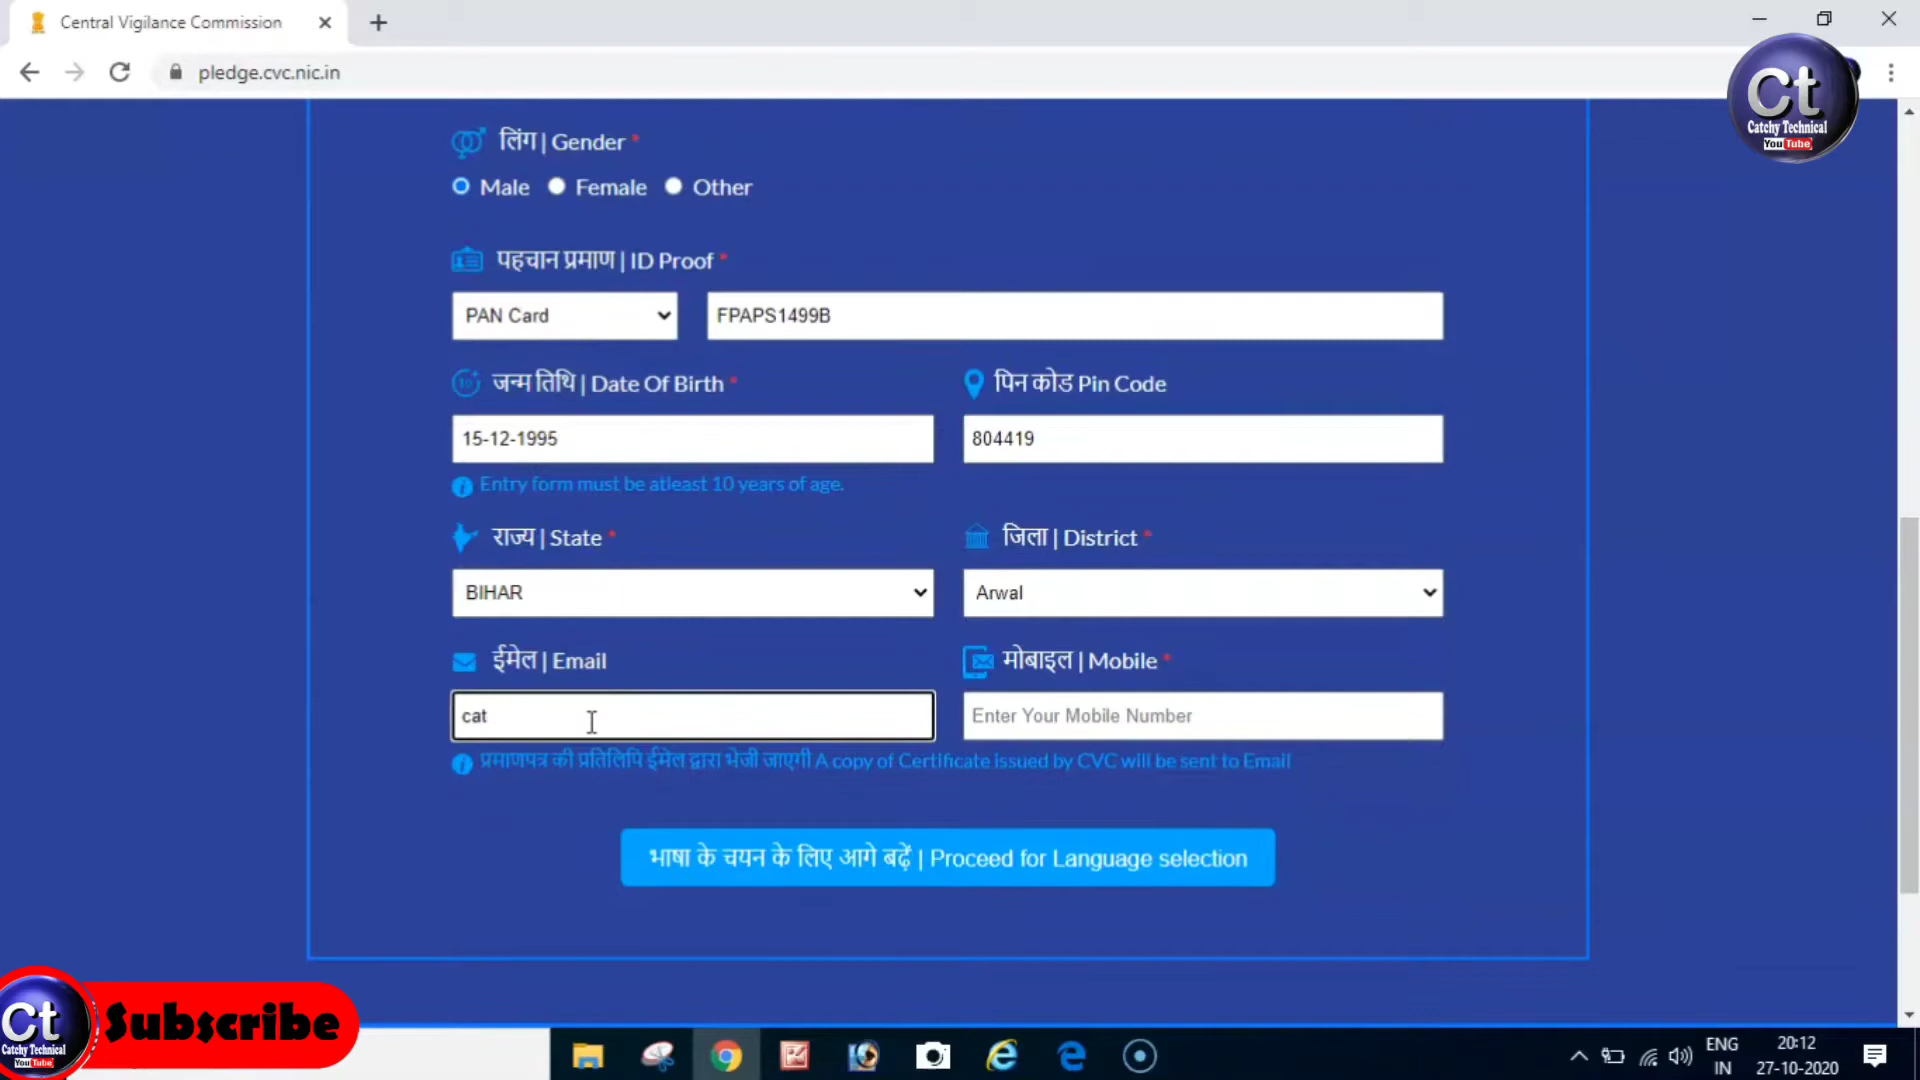 Central Vigilance Commission
pledge.cvc.nic.in
Ct
Catchy Technical
YouTube
लिंग | Gender *
Male Female Other
पहचान प्रमाण | ID Proof *
PAN Card FPAPS1499B
जन्म तिथि | Date Of Birth * पिन कोड Pin Code
15-12-1995 804419
Entry form must be atleast 10 years of age.
राज्य | State * जिला | District *
BIHAR Arwal
ईमेल | Email मोबाइल | Mobile *
cat Enter Your Mobile Number
प्रमाणपत्र की प्रतिलिपि ईमेल द्वारा भेजी जाएगी A copy of Certificate issued by CVC will be sent to Email
भाषा के चयन के लिए आगे बढ़ें | Proceed for Language selection
Ct
Catchy Technical
YouTube
Subscribe
ENG
IN
20:12
27-10-2020